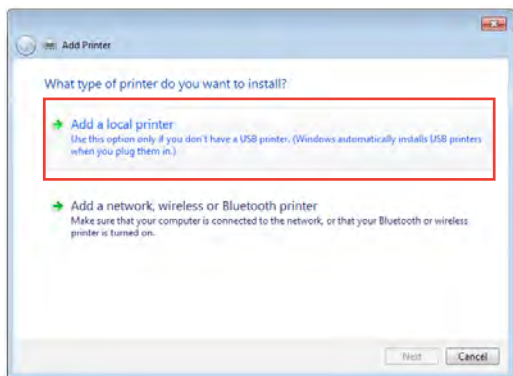 Add Printer
What type of printer do you want to install?
Add a local printer
Use this option only if you don't have a USB printer. (Windows automatically installs USB printers
when you plug them in.)
Add a network, wireless or Bluetooth printer
Make sure that your computer is connected to the network, or that your Bluetooth or wireless
printer is turned on.
Next Cancel